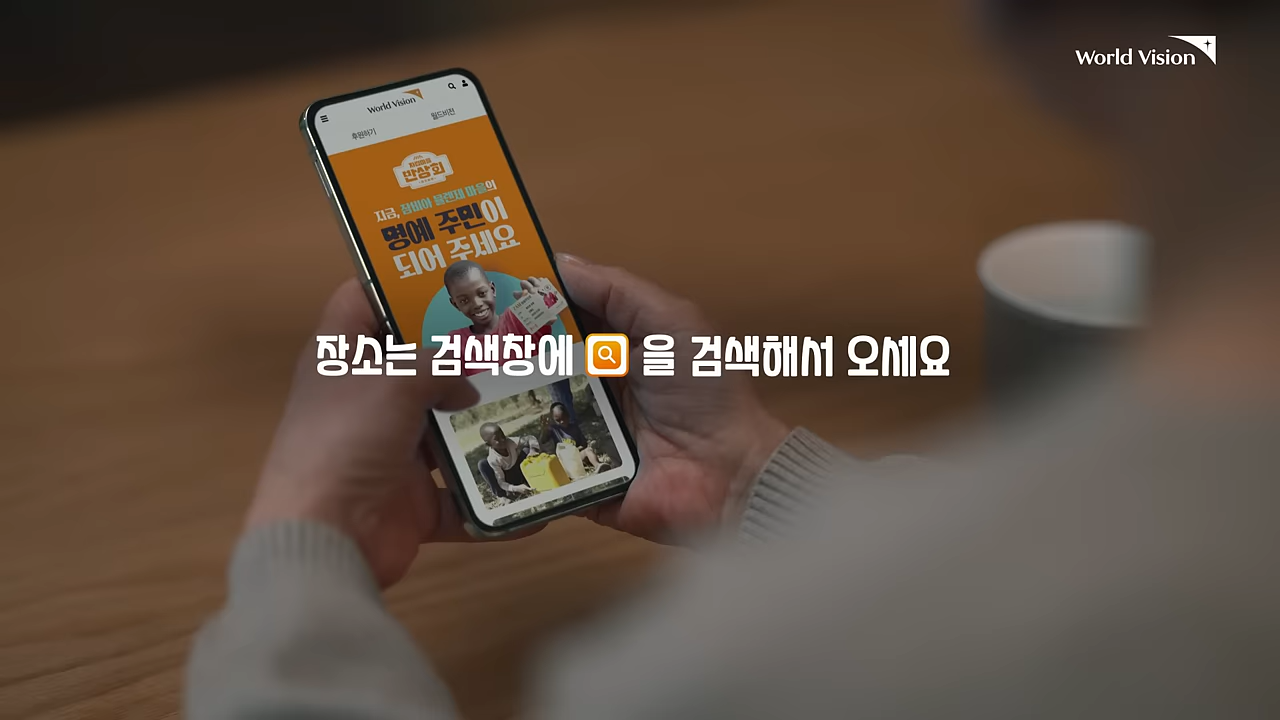 World Vision
World Vision
후원하기
월드비전
만상회
지금, 잠비아 뭄렌제 마을의
명예 주민이
되어 주세요
장소는 검색창에 을 검색해서 오세요